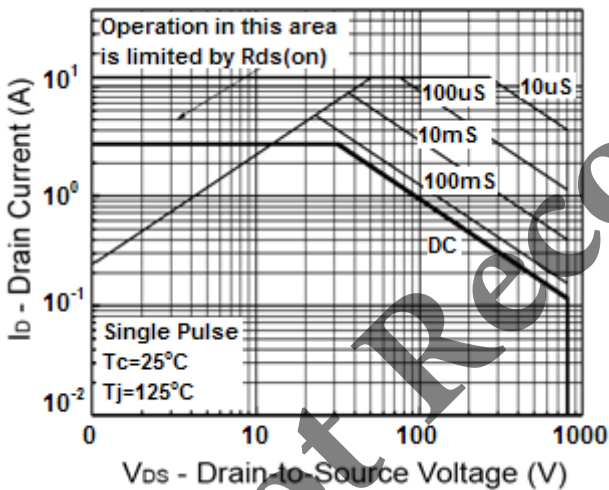 Operation in this area
is limited by Rds(on)
10¹
100uS
10uS
10mS
10⁰
100mS
DC
10⁻¹
Single Pulse
Tc=25°C
Tj=125°C
10⁻²
0
10
100
1000
ID - Drain Current (A)
VDS - Drain-to-Source Voltage (V)